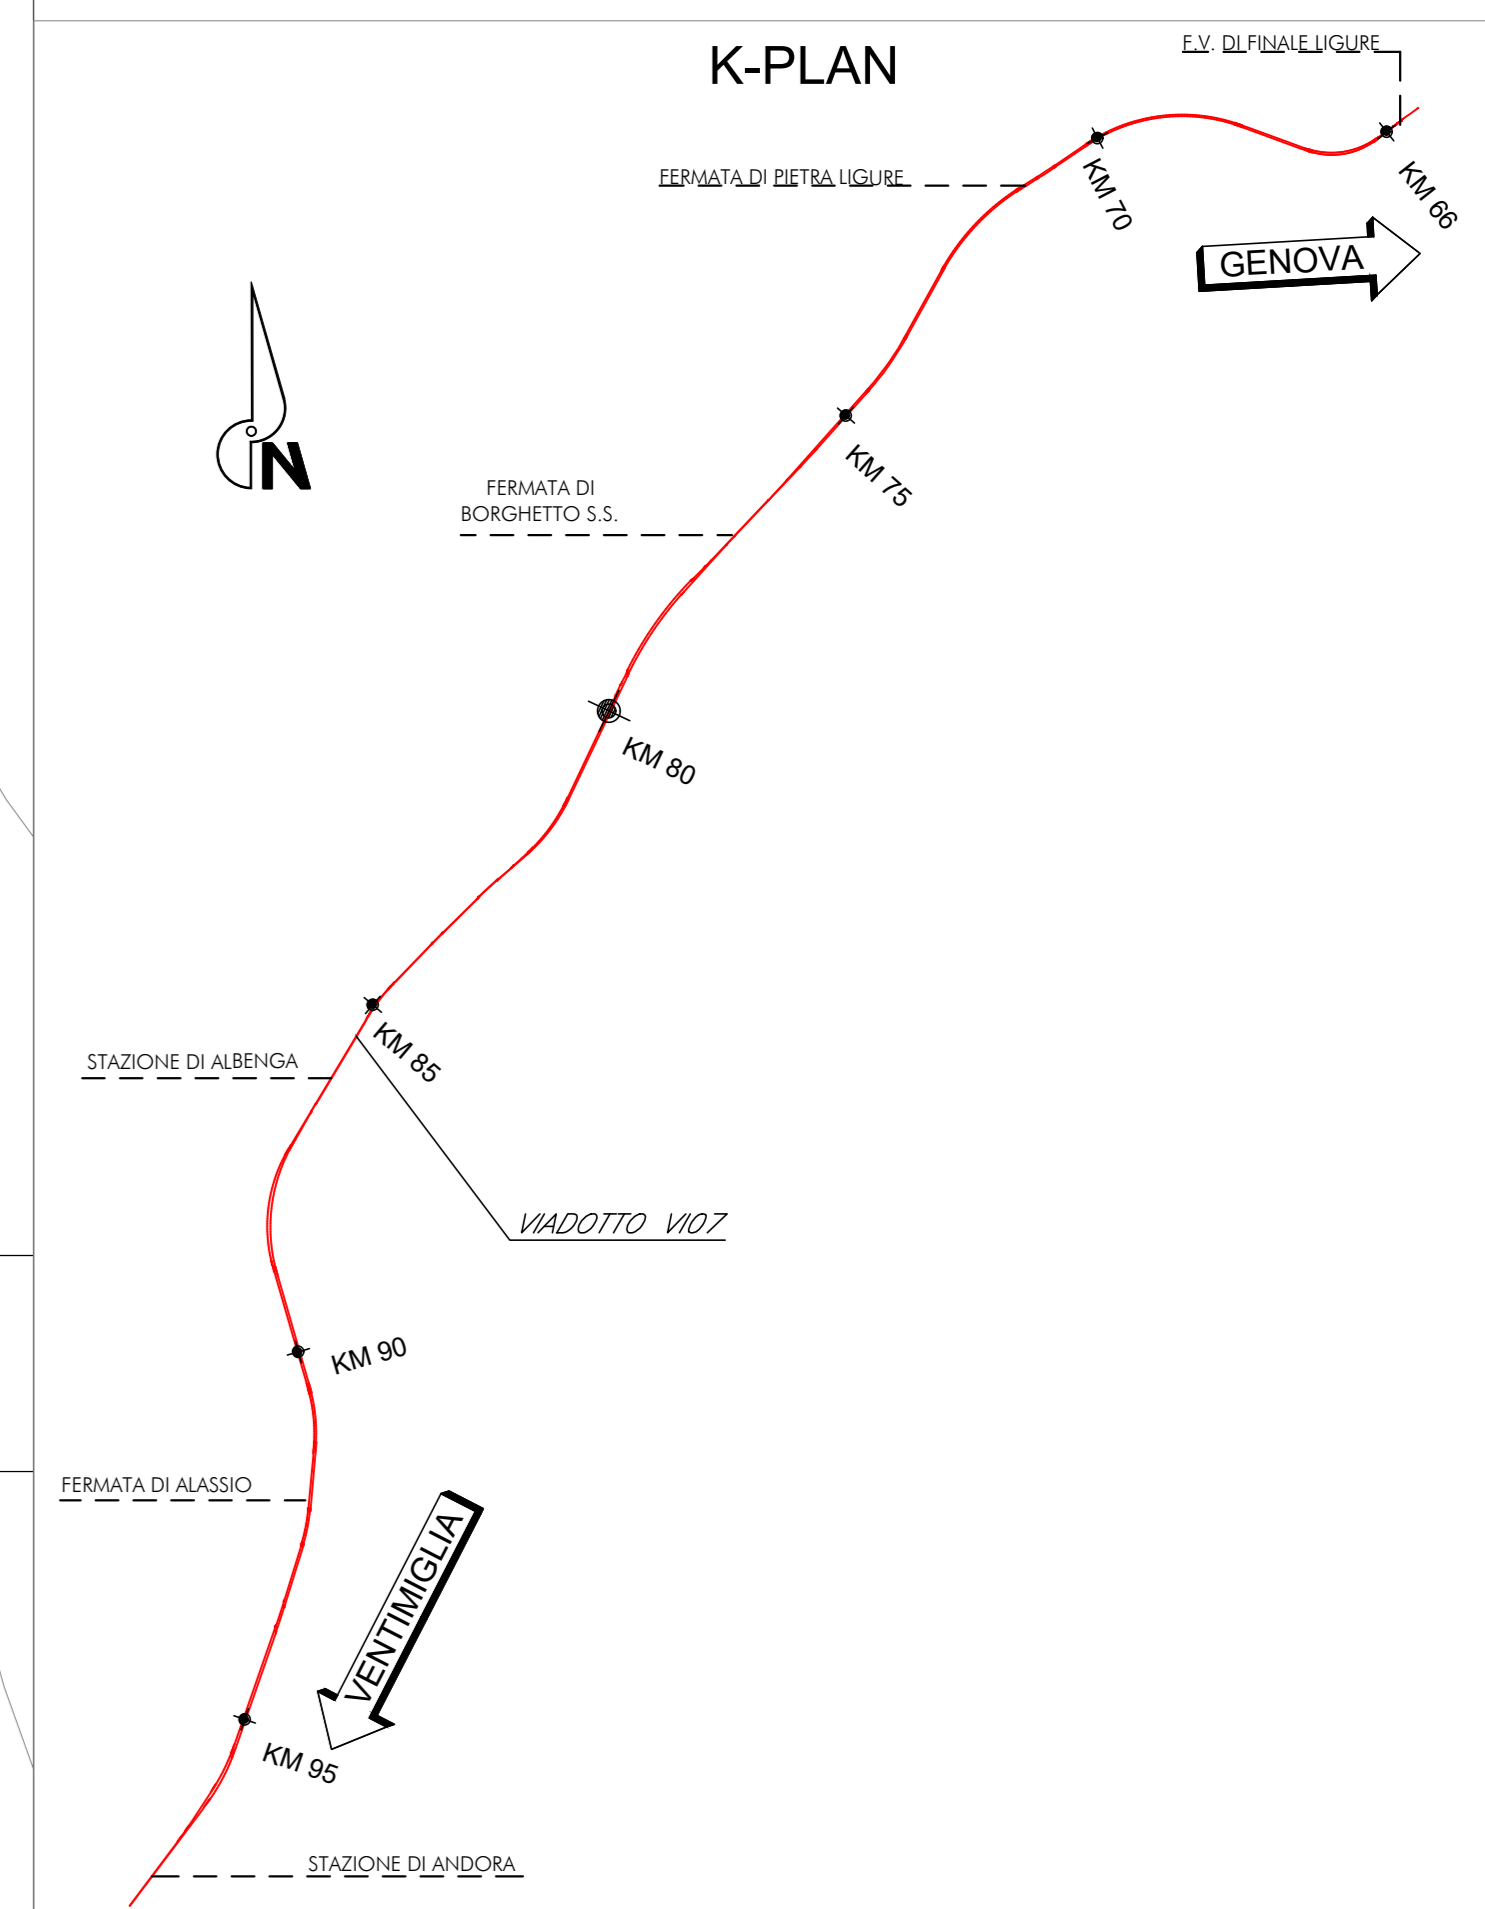 K-PLAN
F.V. DI FINALE LIGURE
FERMATA DI PIETRA LIGURE
KM 70
KM 66
GENOVA
N
KM 75
FERMATA DI
BORGHETTO S.S.
KM 80
KM 85
STAZIONE DI ALBENGA
VIADOTTO VI07
KM 90
FERMATA DI ALASSIO
VENTIMIGLIA
KM 95
STAZIONE DI ANDORA